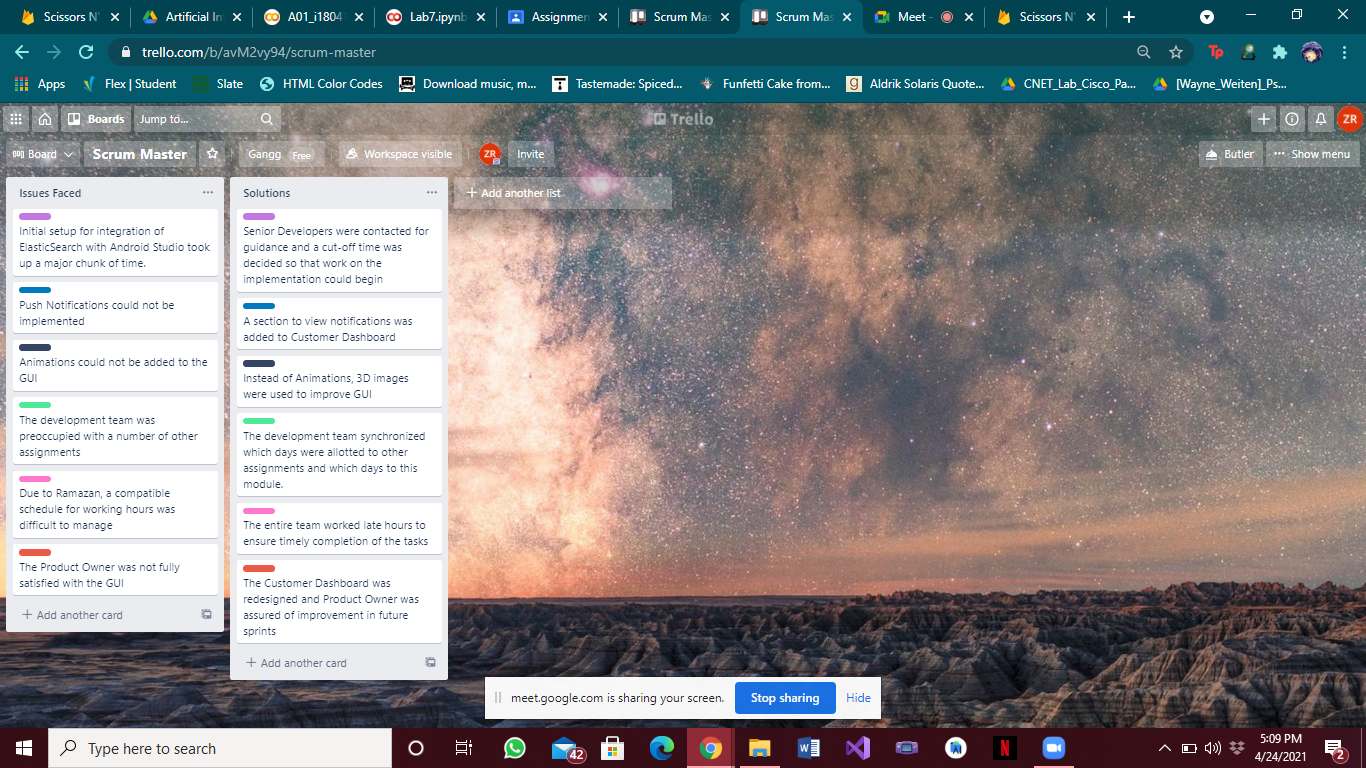 Scissors N'
Artificial In
A01_i1804
Lab7.ipynb
Assignmen
Scrum Mas
Scrum Mas
Meet -
Scissors N'
trello.com/b/avM2vy94/scrum-master
Tp
Apps
Flex | Student
Slate
HTML Color Codes
Download music, m...
Tastemade: Spiced...
Funfetti Cake from...
Aldrik Solaris Quote...
CNET_Lab_Cisco_Pa...
[Wayne_Weiten]_Ps...
Boards
Jump to...
Trello
ZR
Board
Scrum Master
Gangg Free
Workspace visible
ZR
Invite
Butler
Show menu
Issues Faced
Initial setup for integration of
ElasticSearch with Android Studio took
up a major chunk of time.
Push Notifications could not be
implemented
Animations could not be added to the
GUI
The development team was
preoccupied with a number of other
assignments
Due to Ramazan, a compatible
schedule for working hours was
difficult to manage
The Product Owner was not fully
satisfied with the GUI
+ Add another card
Solutions
Senior Developers were contacted for
guidance and a cut-off time was
decided so that work on the
implementation could begin
A section to view notifications was
added to Customer Dashboard
Instead of Animations, 3D images
were used to improve GUI
The development team synchronized
which days were allotted to other
assignments and which days to this
module.
The entire team worked late hours to
ensure timely completion of the tasks
The Customer Dashboard was
redesigned and Product Owner was
assured of improvement in future
sprints
+ Add another card
+ Add another list
meet.google.com is sharing your screen.
Stop sharing
Hide
Type here to search
42
5:09 PM
4/24/2021
2